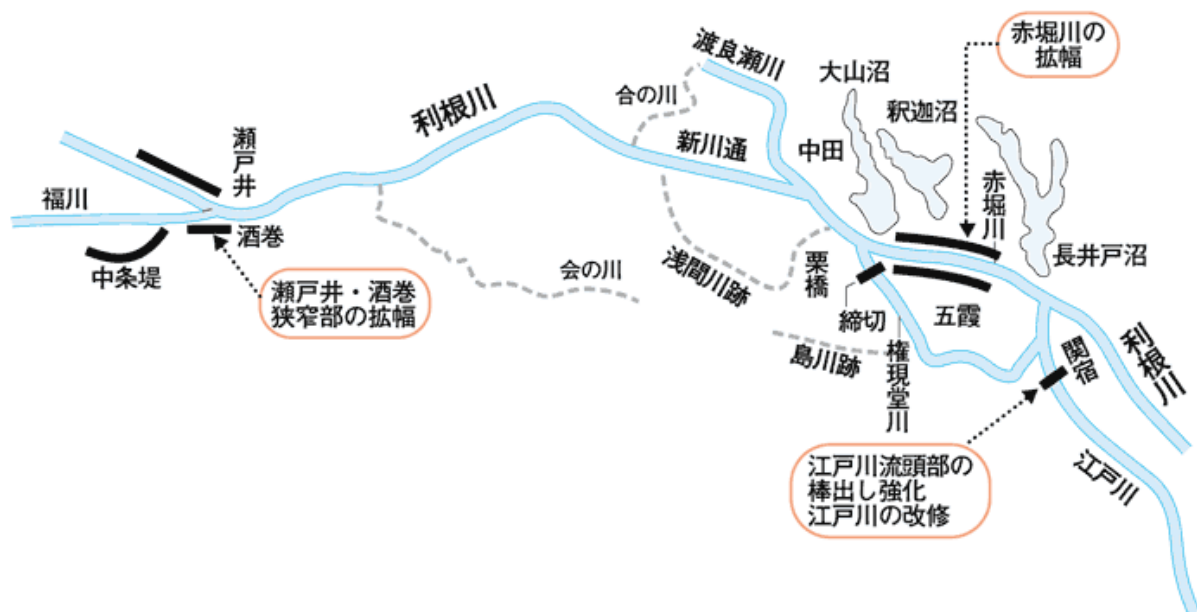 赤堀川の
拡幅
渡良瀬川
大山沼
合の川
利根川
釈迦沼
瀬戸井
新川通
中田
赤堀川
福川
酒巻
長井戸沼
中条堤
会の川
浅間川跡
栗橋
瀬戸井・酒巻
狭窄部の拡幅
締切
五霞
島川跡
権現堂川
関宿
利根川
江戸川流頭部の
棒出し強化
江戸川の改修
江戸川